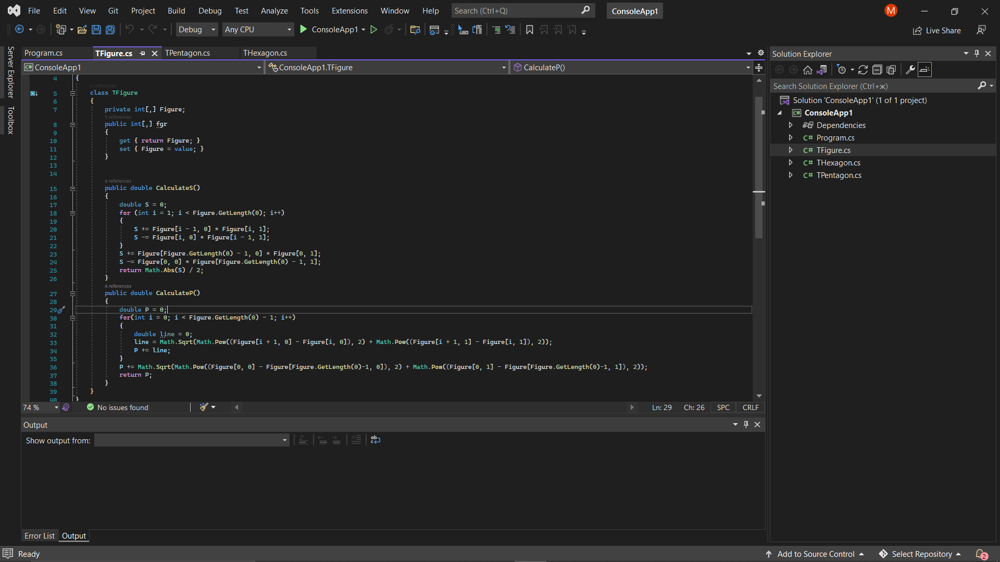 File Edit View Git Project Build Debug Test Analyze Tools Extensions Window Help Search (Ctrl+Q) ConsoleApp1 M
Debug Any CPU ConsoleApp1 Live Share
Server Explorer
Toolbox
Program.cs TFigure.cs TPentagon.cs THexagon.cs
C# ConsoleApp1 ConsoleApp1.TFigure CalculateP()
4 {
4 references
5 class TFigure
6 {
7 private int[,] Figure;
5 references
8 public int[,] fgr
9 {
10 get { return Figure; }
11 set { Figure = value; }
12 }
13
14
4 references
15 public double CalculateS()
16 {
17 double S = 0;
18 for (int i = 1; i < Figure.GetLength(0); i++)
19 {
20 S += Figure[i - 1, 0] * Figure[i, 1];
21 S -= Figure[i, 0] * Figure[i - 1, 1];
22 }
23 S += Figure[Figure.GetLength(0) - 1, 0] * Figure[0, 1];
24 S -= Figure[0, 0] * Figure[Figure.GetLength(0) - 1, 1];
25 return Math.Abs(S) / 2;
26 }
4 references
27 public double CalculateP()
28 {
29 double P = 0;
30 for(int i = 0; i < Figure.GetLength(0) - 1; i++)
31 {
32 double line = 0;
33 line = Math.Sqrt(Math.Pow((Figure[i + 1, 0] - Figure[i, 0]), 2) + Math.Pow((Figure[i + 1, 1] - Figure[i, 1]), 2));
34 P += line;
35 }
36 P += Math.Sqrt(Math.Pow((Figure[0, 0] - Figure[Figure.GetLength(0)-1, 0]), 2) + Math.Pow((Figure[0, 1] - Figure[Figure.GetLength(0)-1, 1]), 2));
37 return P;
38 }
39 }
40 }
74 % No issues found Ln: 29 Ch: 26 SPC CRLF
Output
Show output from:
Error List Output
Solution Explorer
Search Solution Explorer (Ctrl+ж)
Solution 'ConsoleApp1' (1 of 1 project)
C# ConsoleApp1
Dependencies
C# Program.cs
C# TFigure.cs
C# THexagon.cs
C# TPentagon.cs
Ready Add to Source Control Select Repository 2